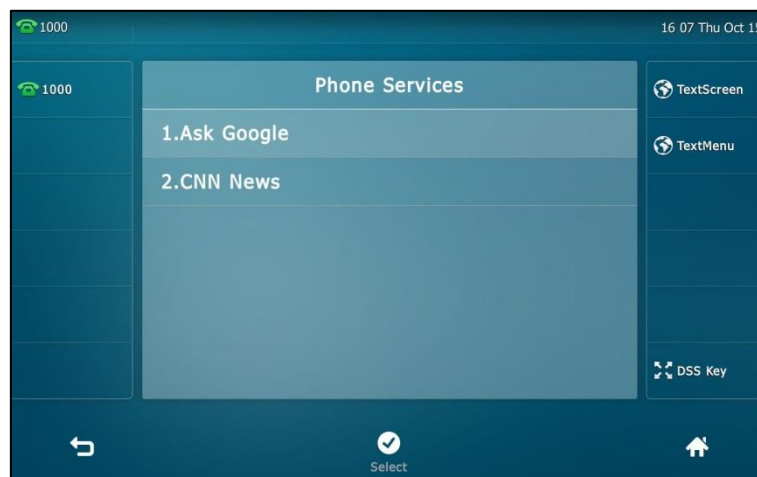 1000
16 07 Thu Oct 15
1000
Phone Services
TextScreen
1.Ask Google
TextMenu
2.CNN News
DSS Key
Select